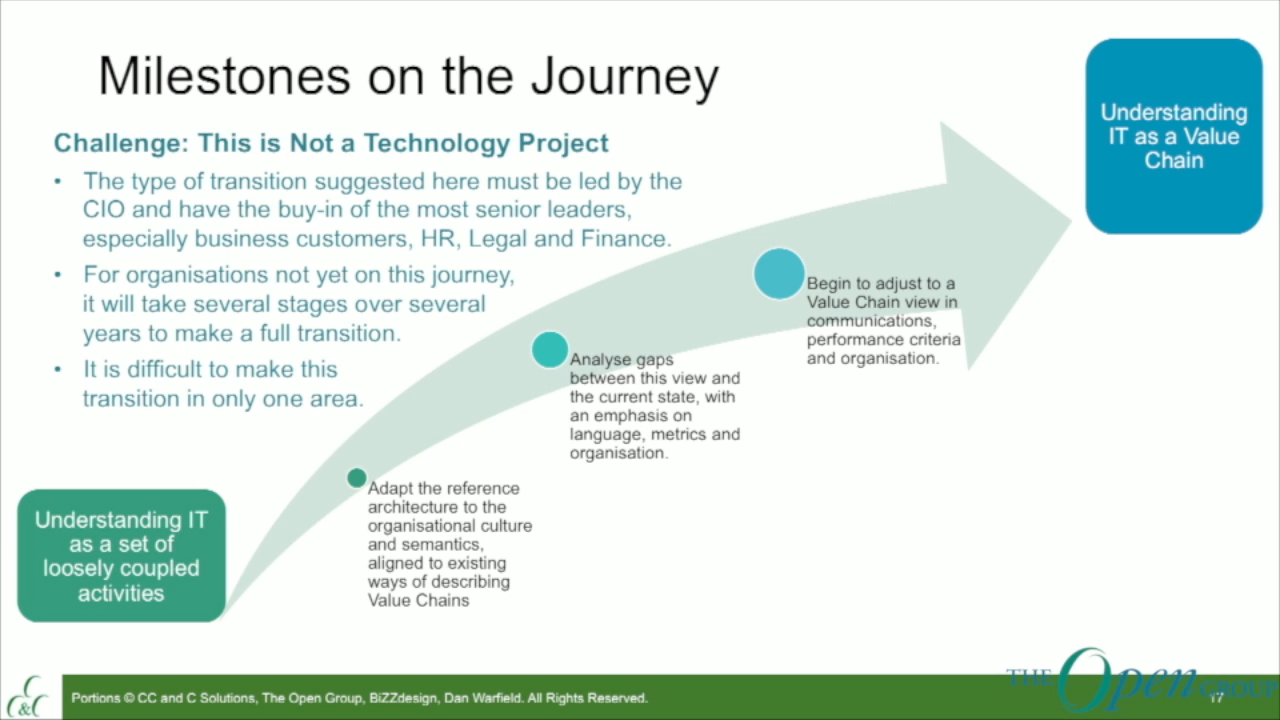 Milestones on the Journey
Challenge: This is Not a Technology Project
• The type of transition suggested here must be led by the
CIO and have the buy-in of the most senior leaders,
especially business customers, HR, Legal and Finance.
• For organisations not yet on this journey,
it will take several stages over several
years to make a full transition.
• It is difficult to make this
transition in only one area.
Understanding
IT as a Value
Chain
Begin to adjust to a
Value Chain view in
communications,
performance criteria
and organisation.
Analyse gaps
between this view and
the current state, with
an emphasis on
language, metrics and
organisation.
Adapt the reference
architecture to the
organisational culture
and semantics,
aligned to existing
ways of describing
Value Chains
Understanding IT
as a set of
loosely coupled
activities
C&C
Portions © CC and C Solutions, The Open Group, BiZZdesign, Dan Warfield. All Rights Reserved.
THE Open GROUP
17